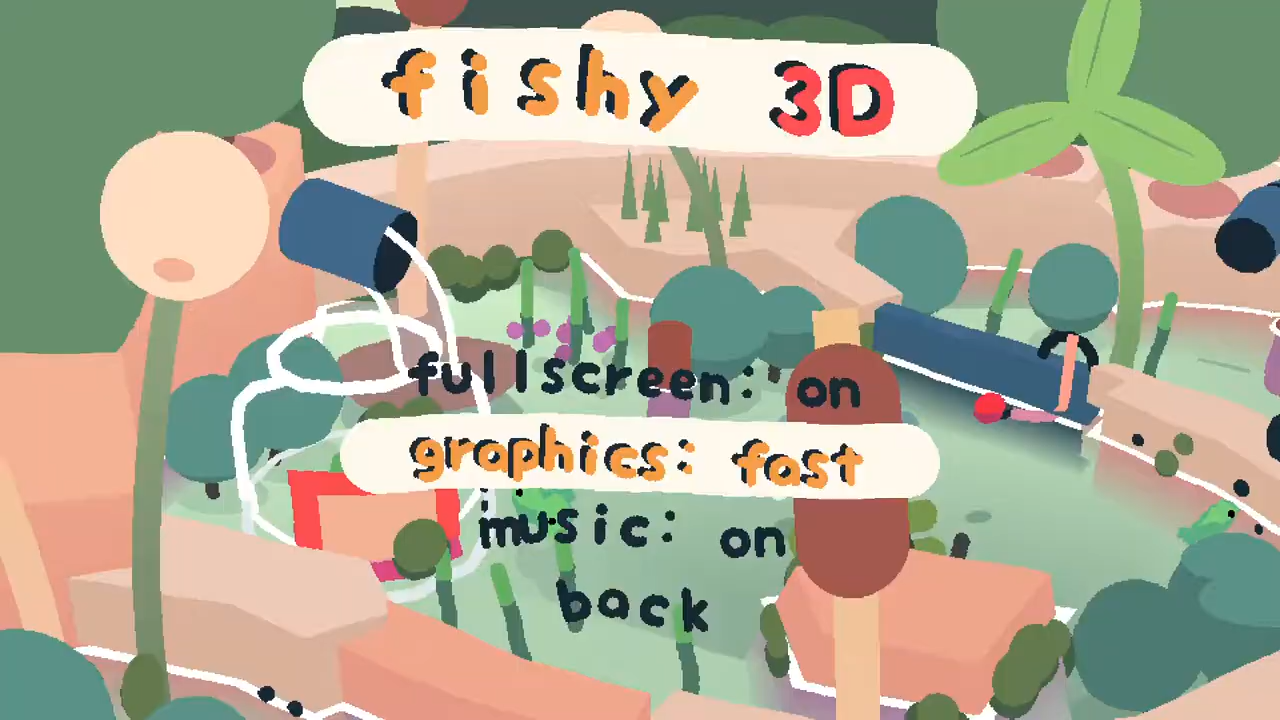 fishy 3D
fullscreen: on
graphics: fast
music: on
back